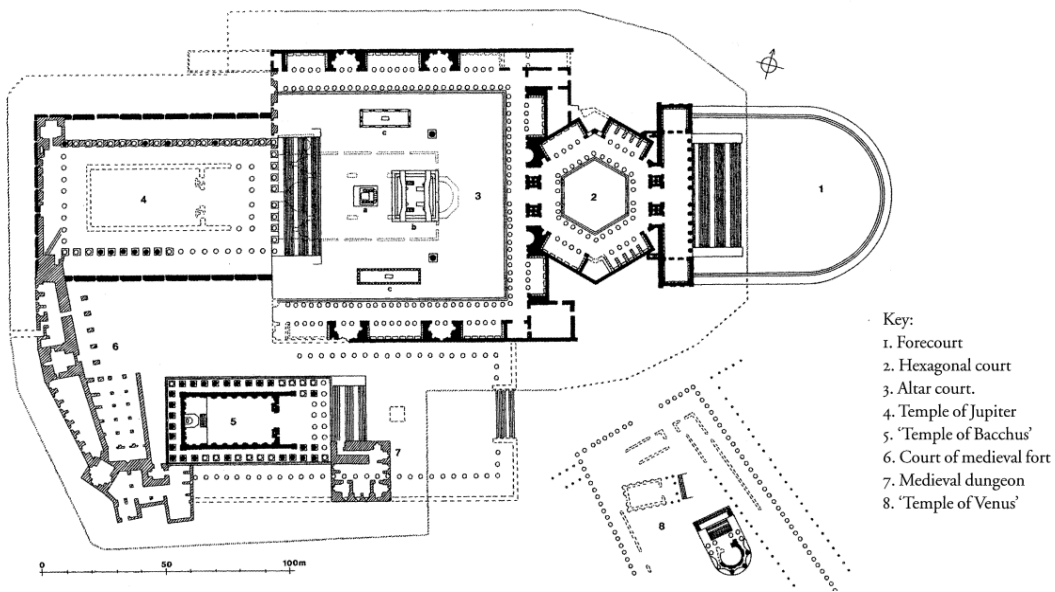 1
2
3
4
a
b
c
c
5
6
7
8
0
100m
Key:
1. Forecourt
2. Hexagonal court
3. Altar court.
4. Temple of Jupiter
5. ‘Temple of Bacchus’
6. Court of medieval fort
7. Medieval dungeon
8. ‘Temple of Venus’